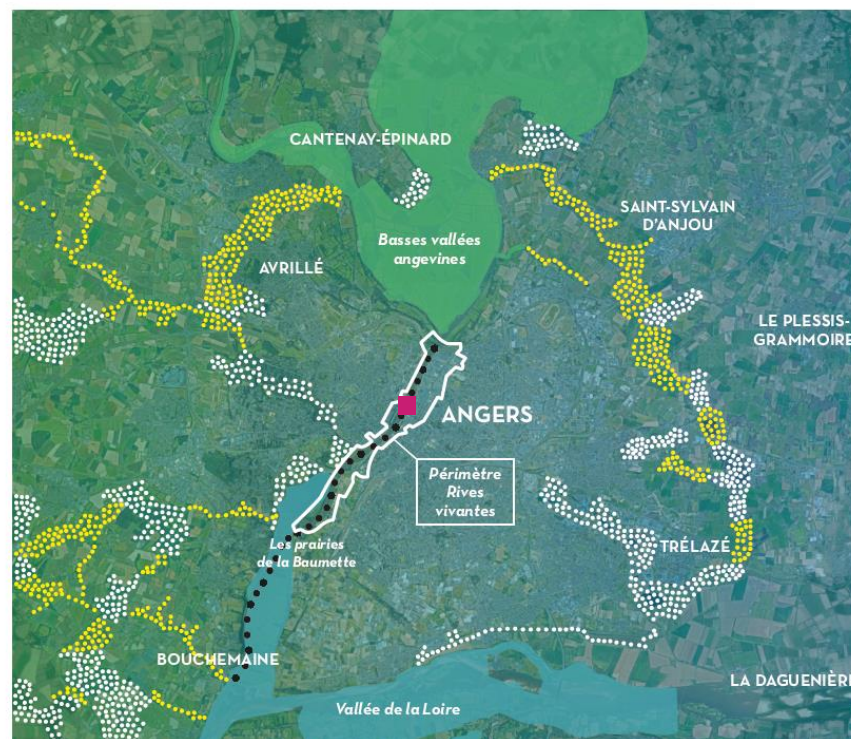 CANTENAY-ÉPINARD
SAINT-SYLVAIN
D'ANJOU
Basses vallées
angevines
AVRILLÉ
LE PLESSIS-
GRAMMOIRE
ANGERS
Périmètre
Rives
vivantes
Les prairies
de la Baumette
TRÉLAZÉ
BOUCHEMAINE
LA DAGUENIÈRE
Vallée de la Loire